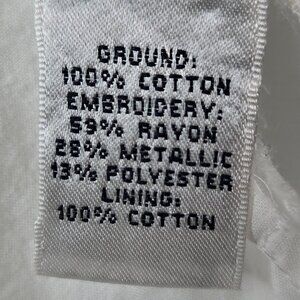 GROUND:
100% COTTON
EMBROIDERY:
59% RAYON
28% METALLIC
13% POLYESTER
LINING:
100% COTTON